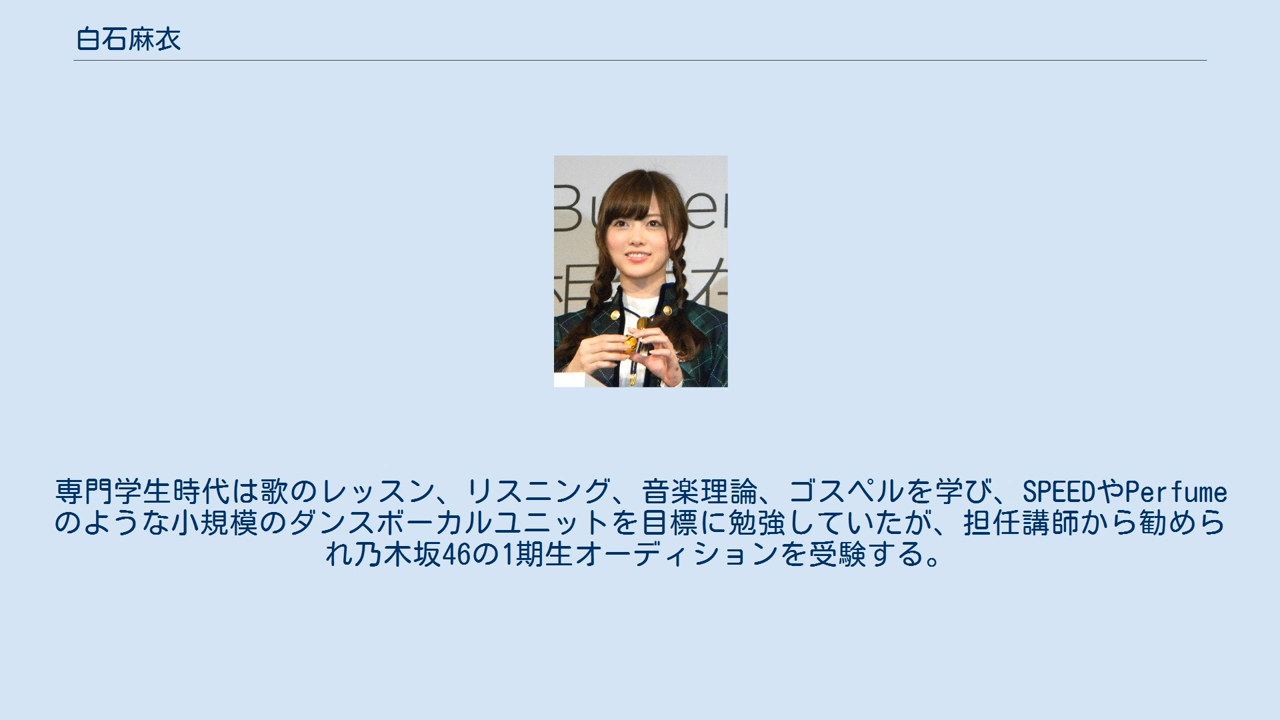 白石麻衣
Bu
er
相
在
専門学生時代は歌のレッスン、リスニング、音楽理論、ゴスペルを学び、SPEEDやPerfume
のような小規模のダンスボーカルユニットを目標に勉強していたが、担任講師から勧めら
れ乃木坂46の1期生オーディションを受験する。